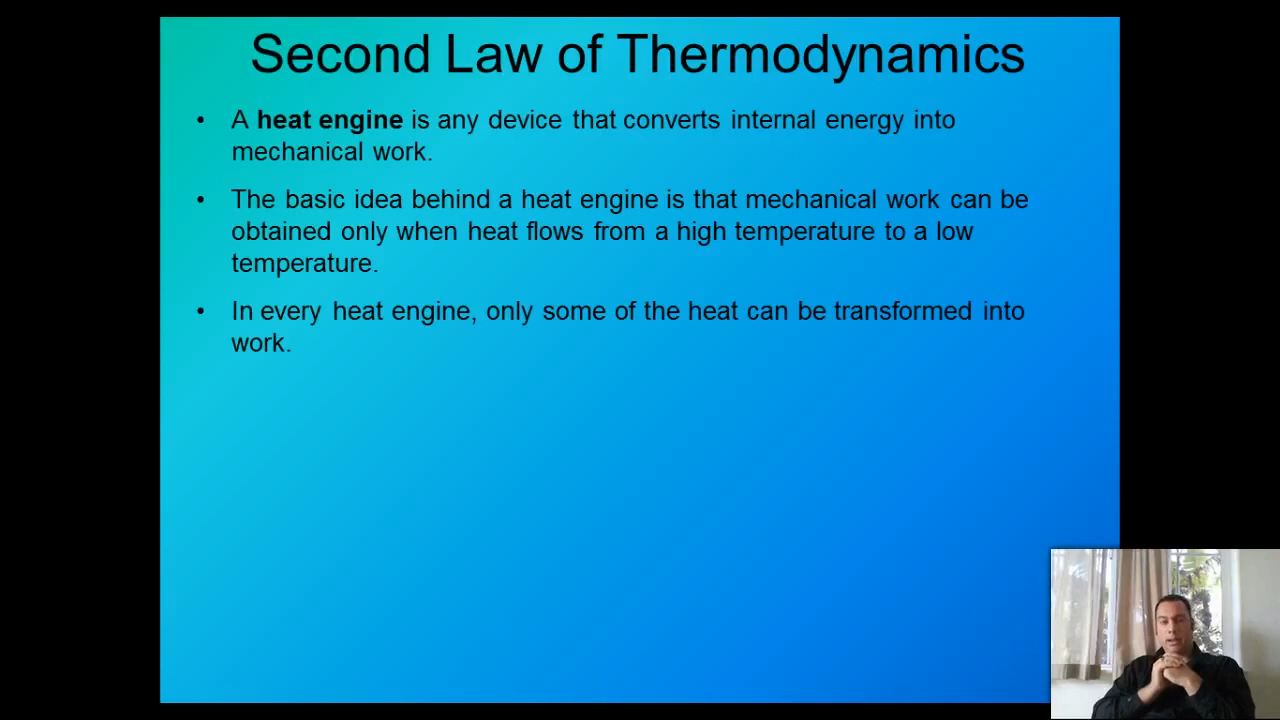 Second Law of Thermodynamics
• A heat engine is any device that converts internal energy into
mechanical work.
• The basic idea behind a heat engine is that mechanical work can be
obtained only when heat flows from a high temperature to a low
temperature.
• In every heat engine, only some of the heat can be transformed into
work.